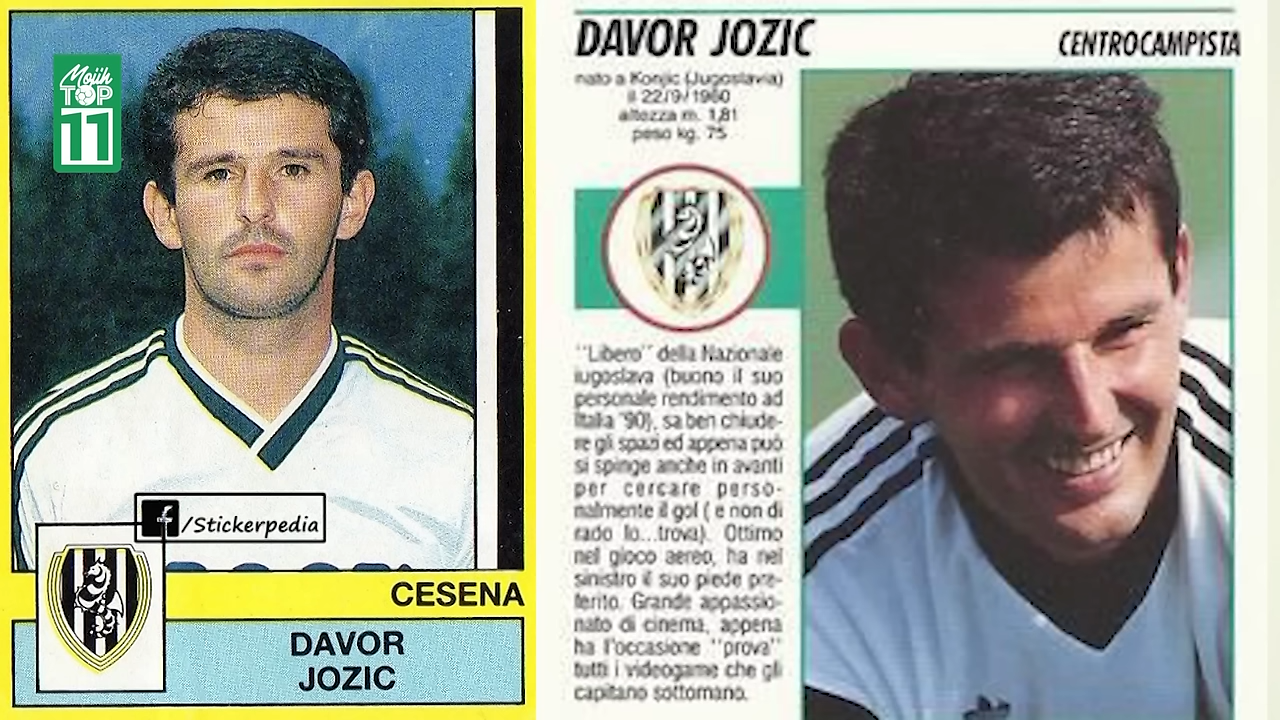 Mojih
TOP
11
f/Stickerpedia
CESENA
DAVOR
JOZIC
DAVOR JOZIC
CENTROCAMPISTA
nato a Konjic (Jugoslavia)
il 22/9/1960
altezza m. 1,81
peso kg. 75
"Libero" della Nazionale
iugoslava (buono il suo
personale rendimento ad
Italia '90), sa ben chiude-
re gli spazi ed appena può
si spinge anche in avanti
per cercare perso-
nalmente il gol ( e non di
rado lo...trova). Ottimo
nel gioco aereo, ha nel
sinistro il suo piede pre-
ferito. Grande appassio-
nato di cinema, appena
ha l'occasione "prova"
tutti i videogame che gli
capitano sottomano.